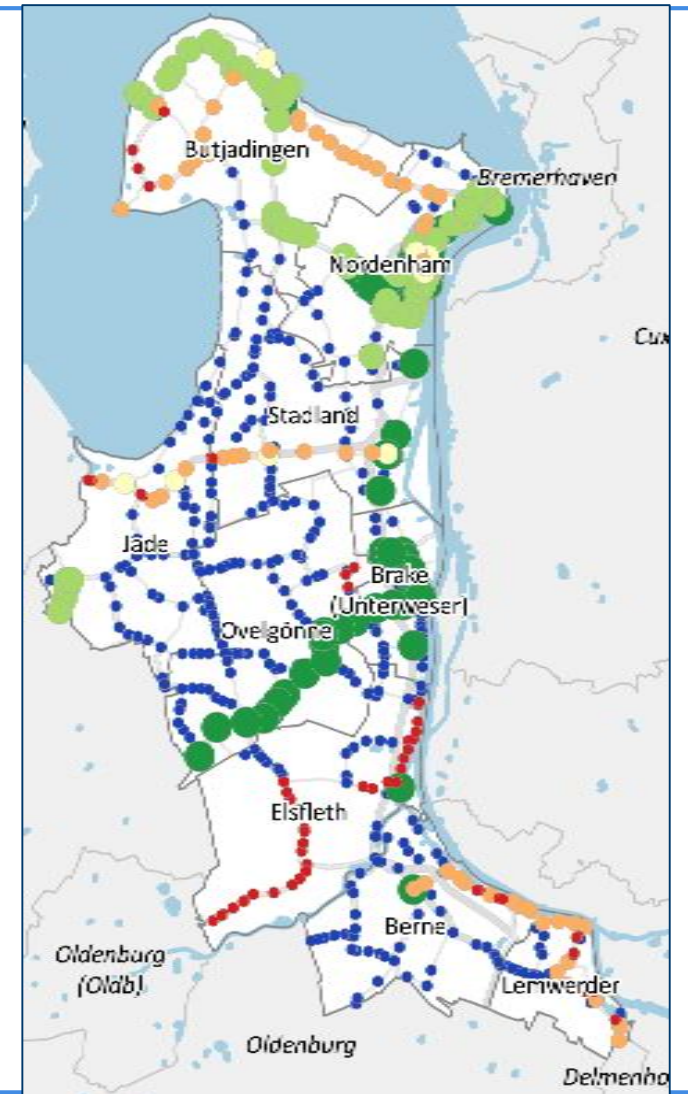 Butjadingen
Bremerhaven
Nordenham
Cux
Stadland
Jade
Brake
(Unterweser)
Ovelgönne
Elsfleth
Berne
Oldenburg
(Oldb)
Lemwerder
Oldenburg
Delmenho